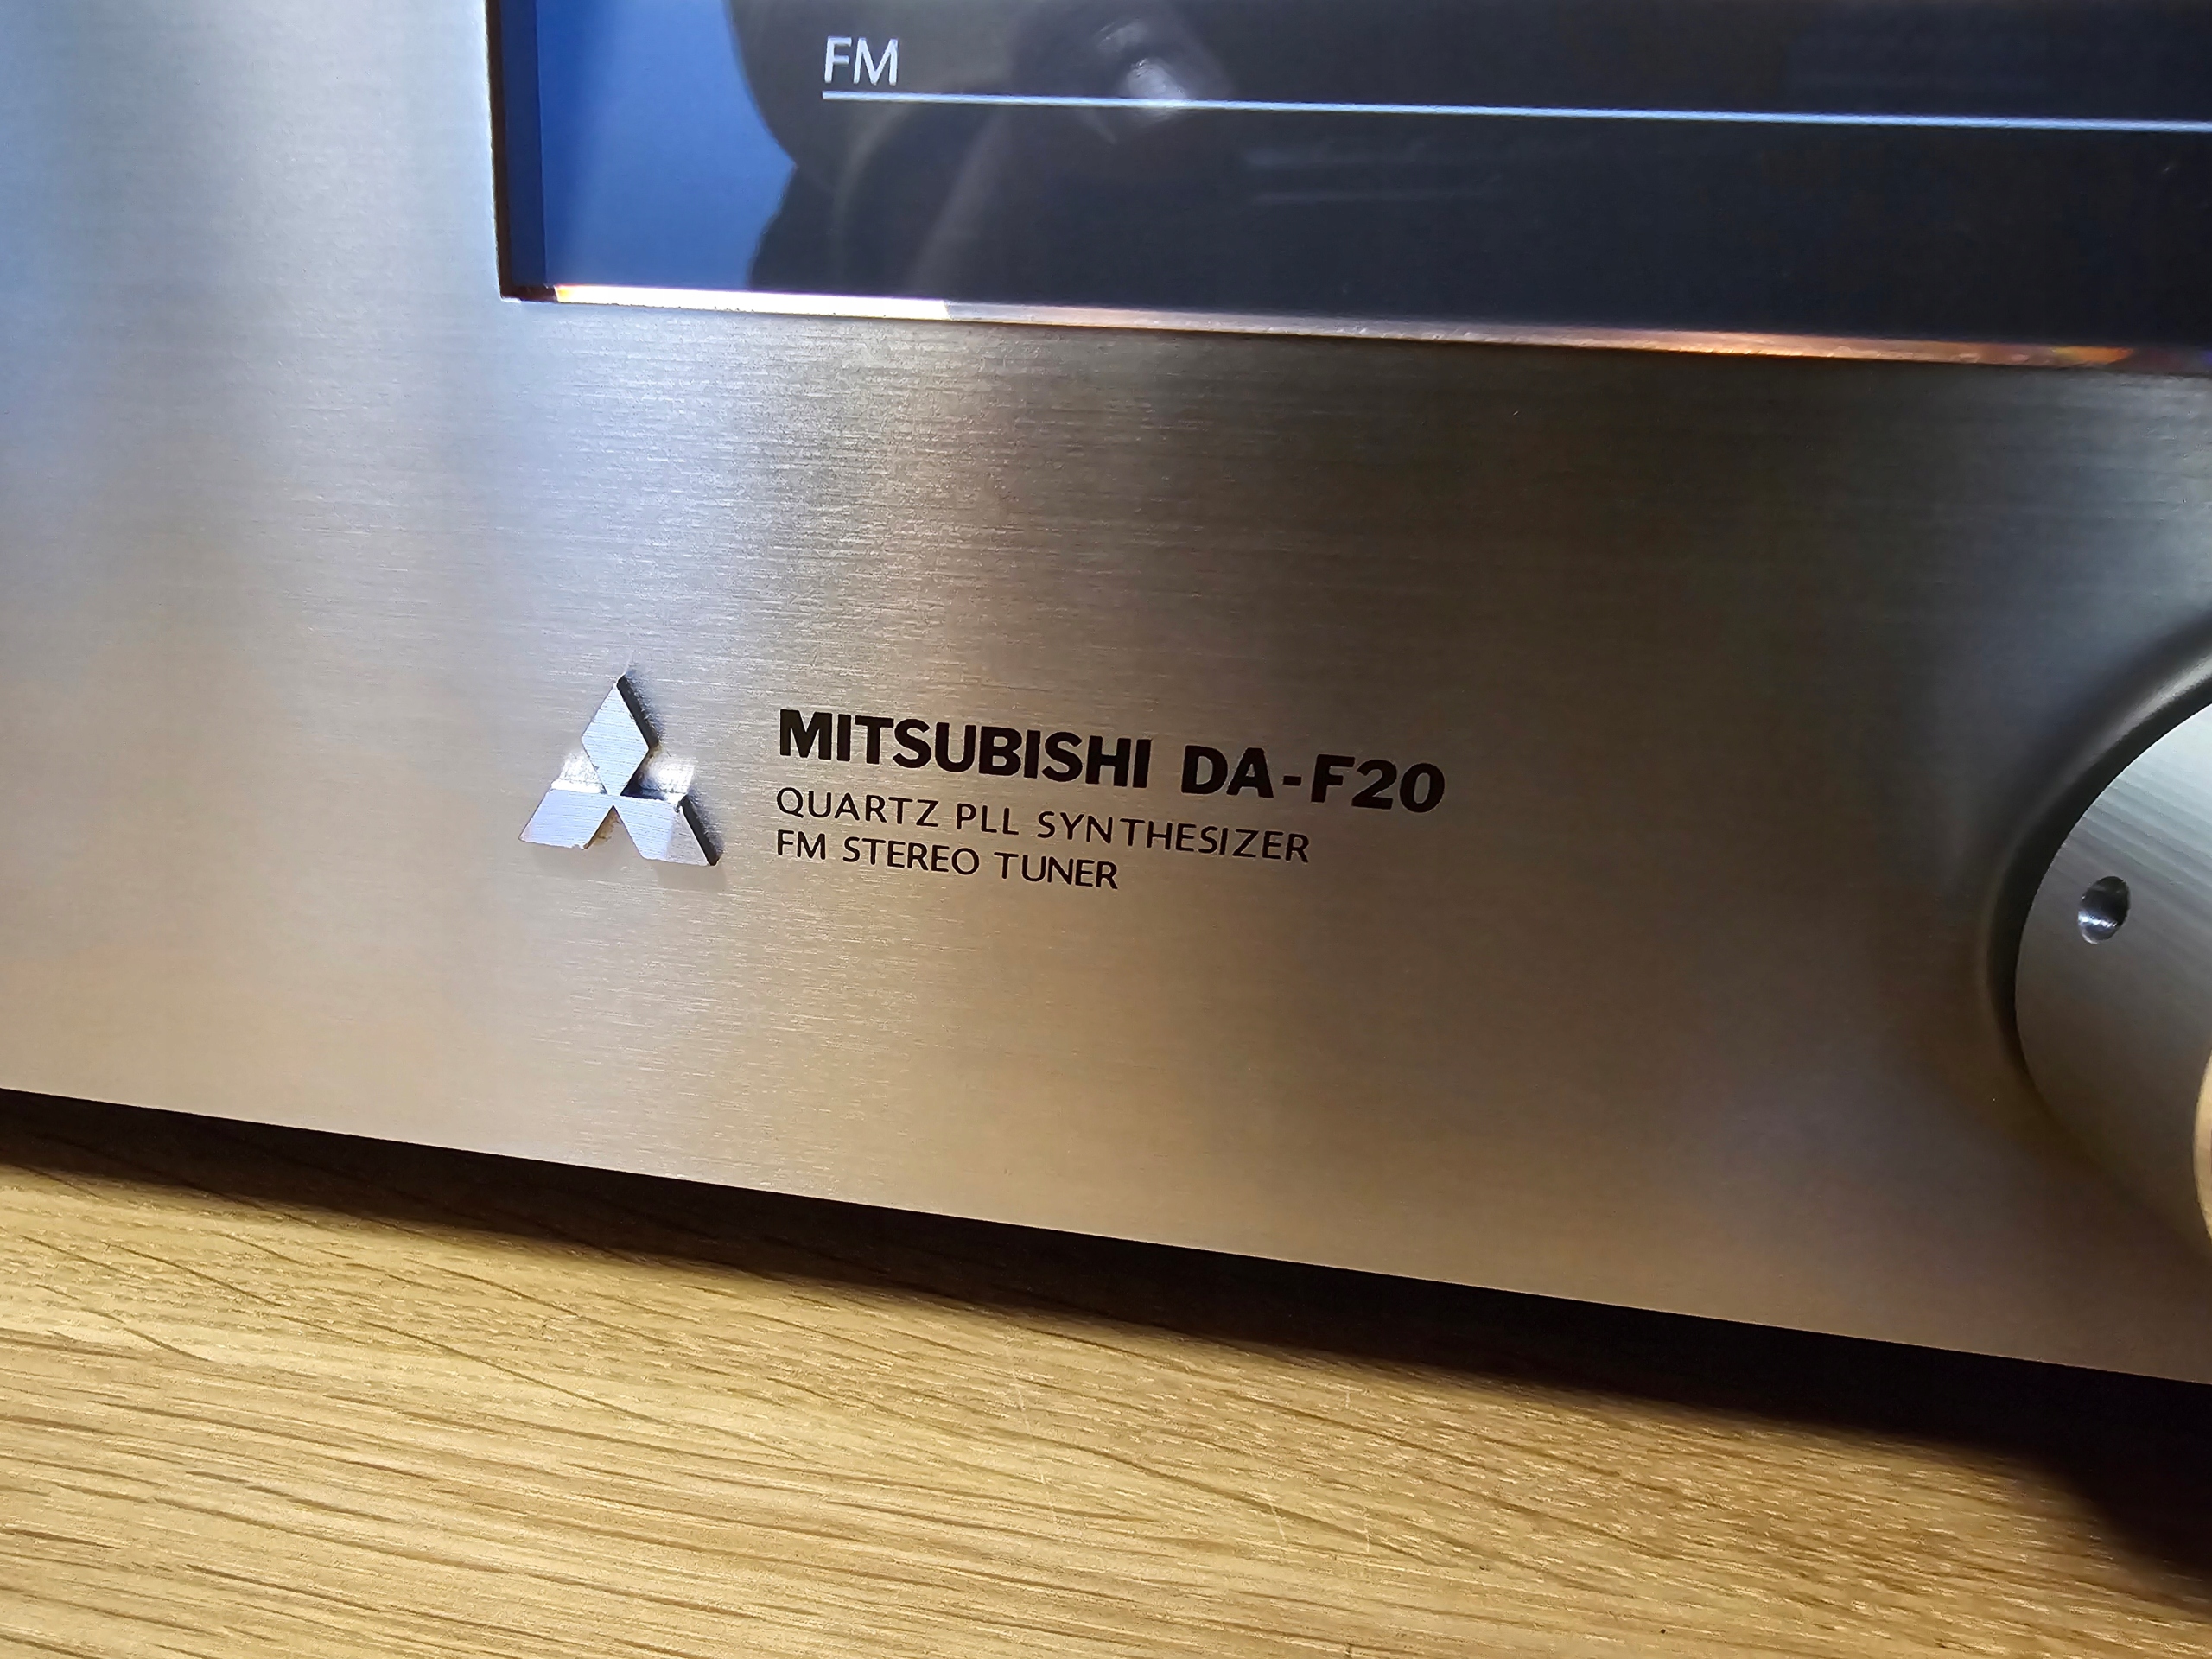 FM
MITSUBISHI DA-F20
QUARTZ PLL SYNTHESIZER
FM STEREO TUNER